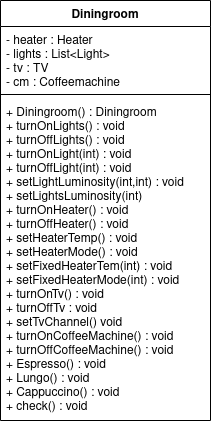 Diningroom
- heater : Heater
- lights : List<Light>
- tv : TV
- cm : Coffeemachine
+ Diningroom() : Diningroom
+ turnOnLights() : void
+ turnOffLights() : void
+ turnOnLight(int) : void
+ turnOffLight(int) : void
+ setLightLuminosity(int,int) : void
+ setLightsLuminosity(int)
+ turnOnHeater() : void
+ turnOffHeater() : void
+ setHeaterTemp() : void
+ setHeaterMode() : void
+ setFixedHeaterTem(int) : void
+ setFixedHeaterMode(int) : void
+ turnOnTv() : void
+ turnOffTv : void
+ setTvChannel() void
+ turnOnCoffeeMachine() : void
+ turnOffCoffeeMachine() : void
+ Espresso() : void
+ Lungo() : void
+ Cappuccino() : void
+ check() : void